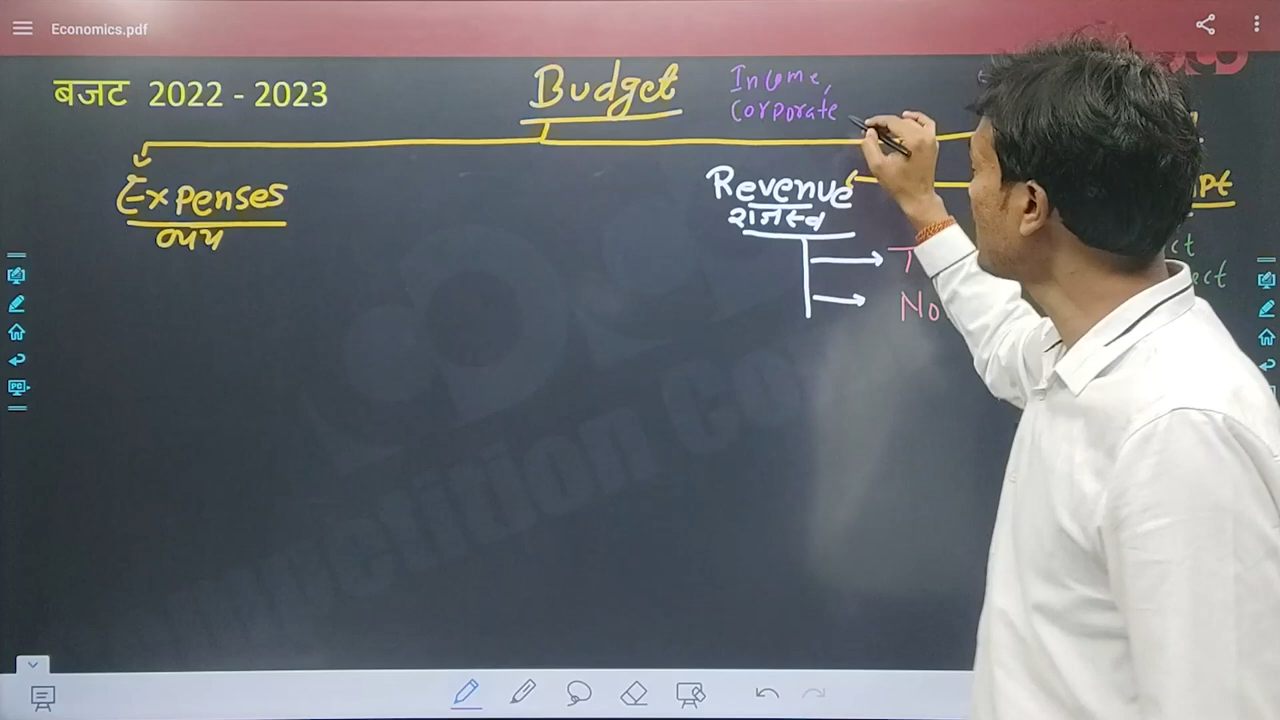 Economics.pdf
बजट 2022 - 2023
Budget
Income,
Corporate
Expenses
व्यय
Revenue
राजस्व
T
No